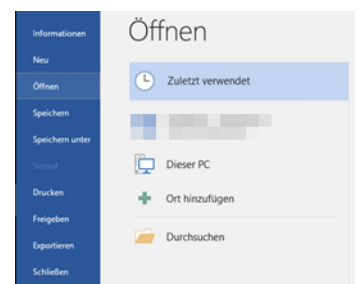 Öffnen
Informationen
Neu
Öffnen
Speichern
Speichern unter
Verlauf
Drucken
Freigeben
Exportieren
Schließen
Zuletzt verwendet
Dieser PC
Ort hinzufügen
Durchsuchen